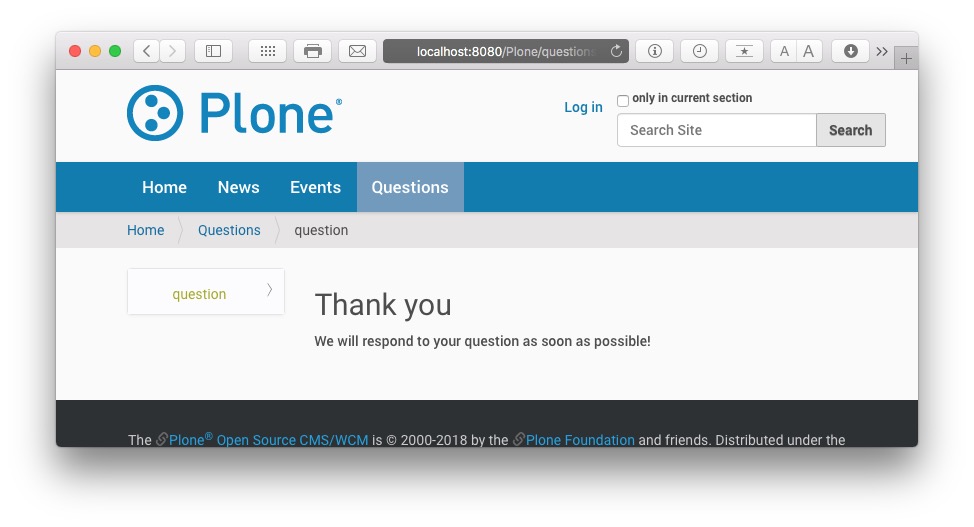 localhost:8080/Plone/questions
A A
Plone®
Log in
only in current section
Search Site
Search
Home
News
Events
Questions
Home
Questions
question
question
Thank you
We will respond to your question as soon as possible!
The Plone® Open Source CMS/WCM is © 2000-2018 by the Plone Foundation and friends. Distributed under the